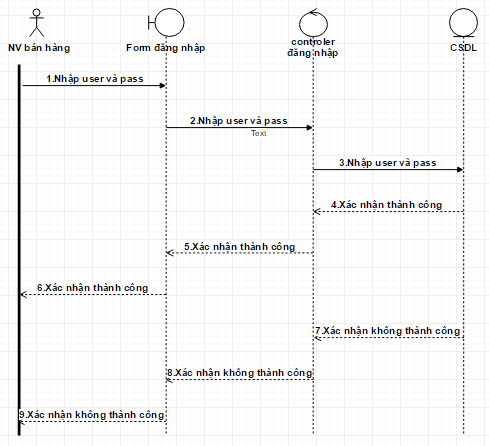 NV bán hàng
Form đăng nhập
controler
đăng nhập
CSDL
1.Nhập user và pass
2.Nhập user và pass
Text
3.Nhập user và pass
4.Xác nhận thành công
5.Xác nhận thành công
6.Xác nhận thành công
7.Xác nhận không thành công
8.Xác nhận không thành công
9.Xác nhận không thành công